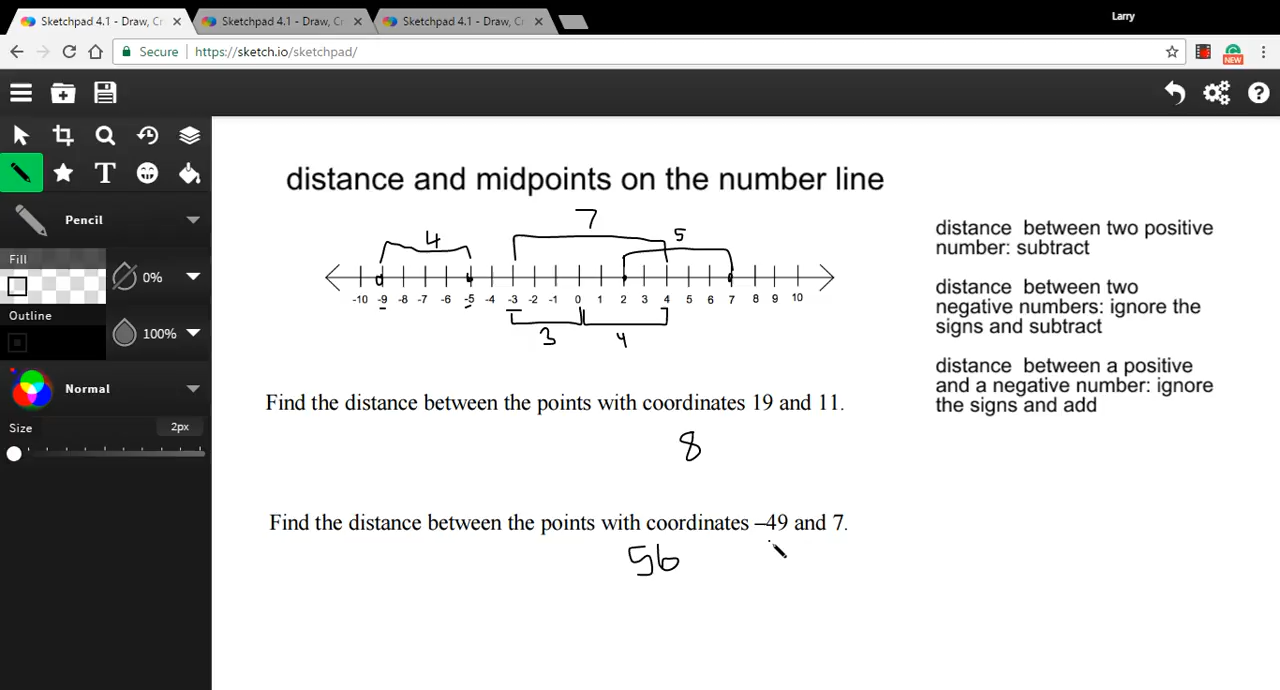 Larry
Sketchpad 4.1 - Draw, Cr
Sketchpad 4.1 - Draw, Cr
Sketchpad 4.1 - Draw, Cr
Secure
https://sketch.io/sketchpad/
NEW
Pencil
Fill
0%
Outline
100%
Normal
Size
2px
distance and midpoints on the number line
7
4
5
-10 -9 -8 -7 -6 -5 -4 -3 -2 -1 0 1 2 3 4 5 6 7 8 9 10
3
4
Find the distance between the points with coordinates 19 and 11.
8
Find the distance between the points with coordinates –49 and 7.
56
distance between two positive
number: subtract
distance between two
negative numbers: ignore the
signs and subtract
distance between a positive
and a negative number: ignore
the signs and add